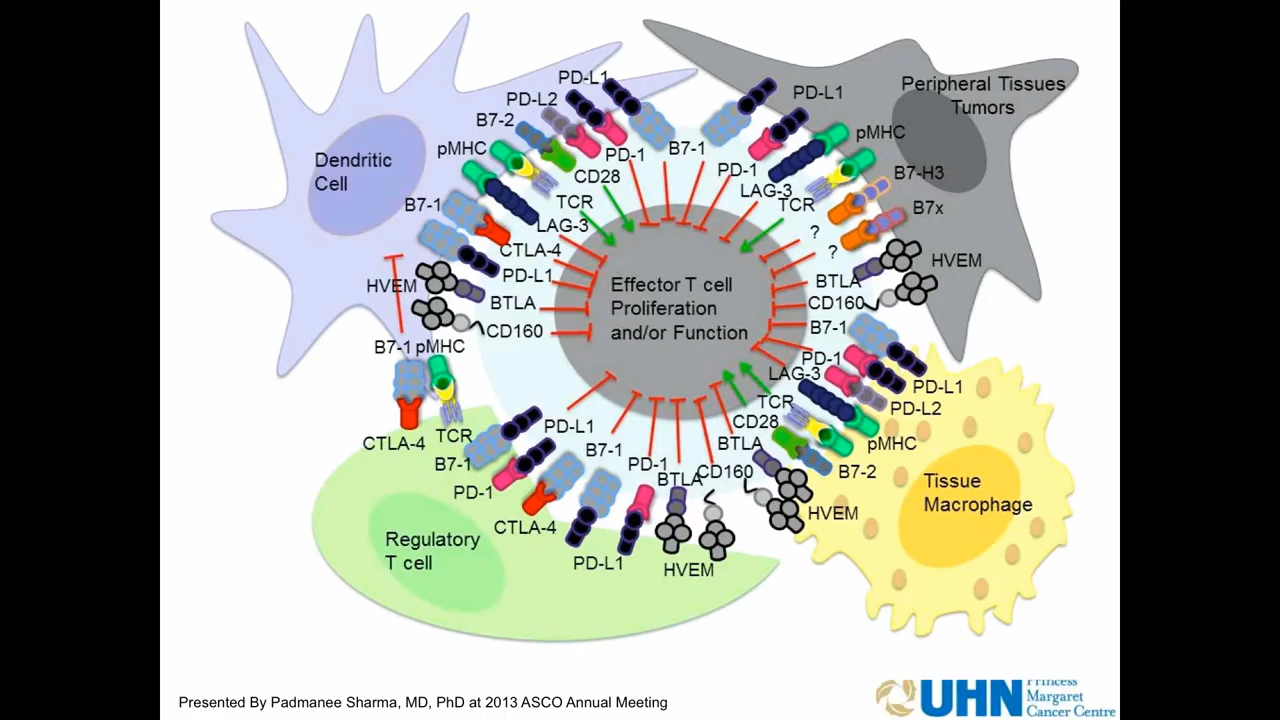 Dendritic
Cell
PD-L1
PD-L2
B7-2
pMHC
B7-1
PD-1
CD28
TCR
LAG-3
CTLA-4
PD-L1
BTLA
CD160
HVEM
B7-1
Peripheral Tissues
Tumors
PD-L1
pMHC
PD-1
LAG-3
TCR
B7-H3
B7x
?
?
HVEM
BTLA
CD160
B7-1
Effector T cell
Proliferation
and/or Function
PD-1
LAG-3
PD-L1
PD-L2
TCR
CD28
pMHC
BTLA
B7-2
CD160
HVEM
Tissue
Macrophage
B7-1
pMHC
CTLA-4
TCR
B7-1
PD-1
PD-L1
B7-1
CTLA-4
PD-1
BTLA
PD-L1
HVEM
Regulatory
T cell
Presented By Padmanee Sharma, MD, PhD at 2013 ASCO Annual Meeting
UHN
Princess
Margaret
Cancer Centre